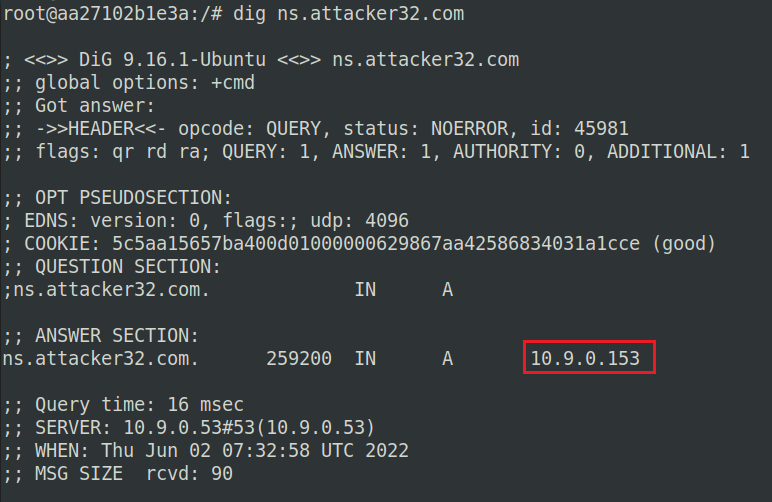 root@aa27102b1e3a:/# dig ns.attacker32.com

; <<>> DiG 9.16.1-Ubuntu <<>> ns.attacker32.com
;; global options: +cmd
;; Got answer:
;; ->>HEADER<<- opcode: QUERY, status: NOERROR, id: 45981
;; flags: qr rd ra; QUERY: 1, ANSWER: 1, AUTHORITY: 0, ADDITIONAL: 1

;; OPT PSEUDOSECTION:
; EDNS: version: 0, flags:; udp: 4096
; COOKIE: 5c5aa15657ba400d01000000629867aa42586834031a1cce (good)
;; QUESTION SECTION:
;ns.attacker32.com.		IN	A

;; ANSWER SECTION:
ns.attacker32.com.	259200	IN	A	10.9.0.153

;; Query time: 16 msec
;; SERVER: 10.9.0.53#53(10.9.0.53)
;; WHEN: Thu Jun 02 07:32:58 UTC 2022
;; MSG SIZE  rcvd: 90